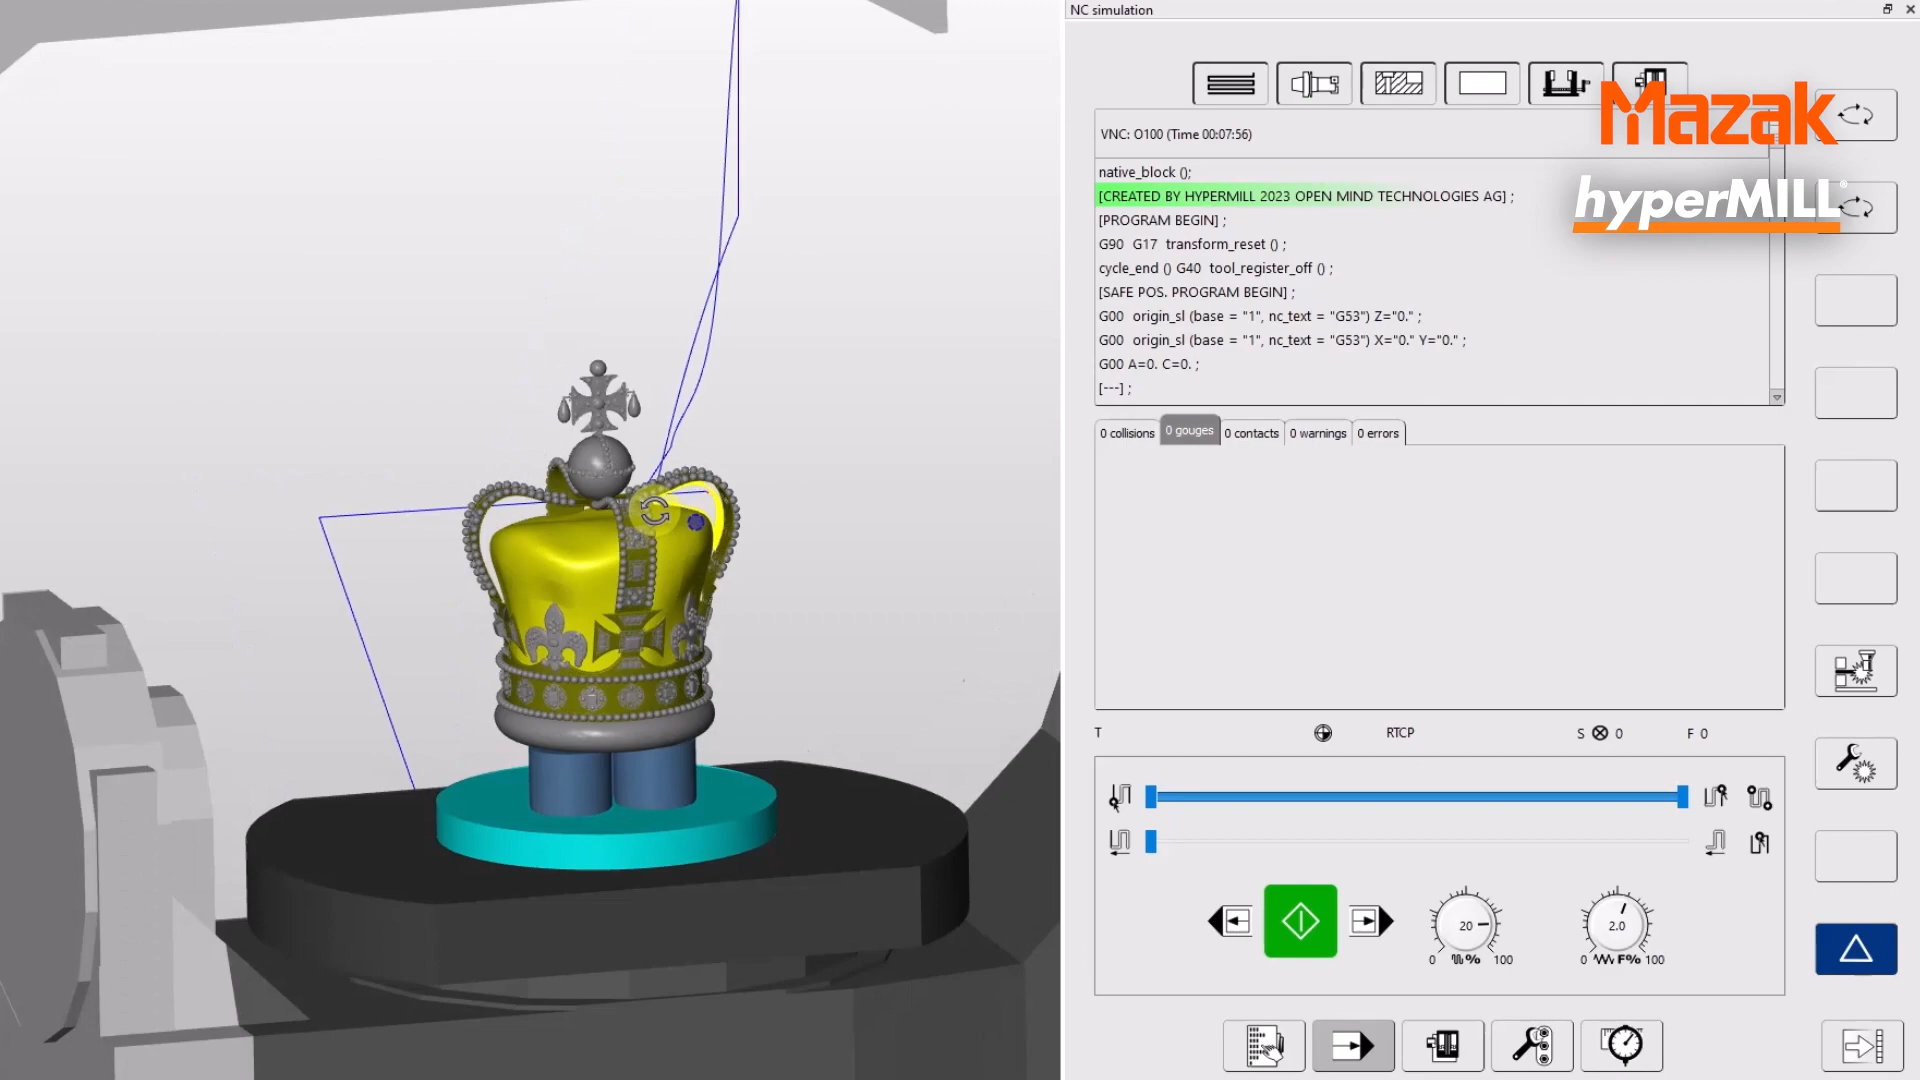 NC simulation
Mazak
VNC: O100 (Time 00:07:56)
native_block ();
[CREATED BY HYPERMILL 2023 OPEN MIND TECHNOLOGIES AG] ;
hyperMILL®
[PROGRAM BEGIN] ;
G90 G17 transform_reset () ;
cycle_end () G40 tool_register_off () ;
[SAFE POS. PROGRAM BEGIN] ;
G00 origin_sl (base = "1", nc_text = "G53") Z="0." ;
G00 origin_sl (base = "1", nc_text = "G53") X="0." Y="0." ;
G00 A=0. C=0. ;
[---] ;
0 collisions 0 gouges 0 contacts 0 warnings 0 errors
T RTCP S 0 F 0
20 2.0
0 % 100 0 F% 100